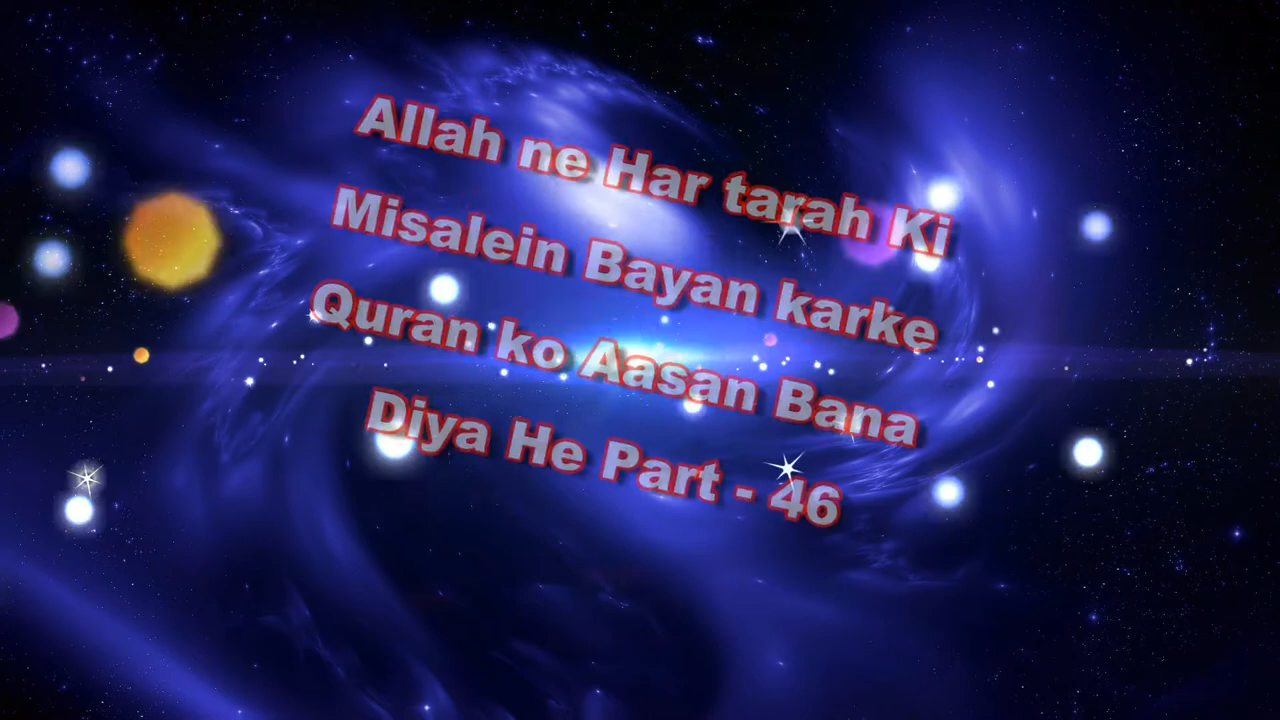 Allah ne Har tarah Ki
Misalein Bayan karke
Quran ko Aasan Bana
Diya He Part - 46